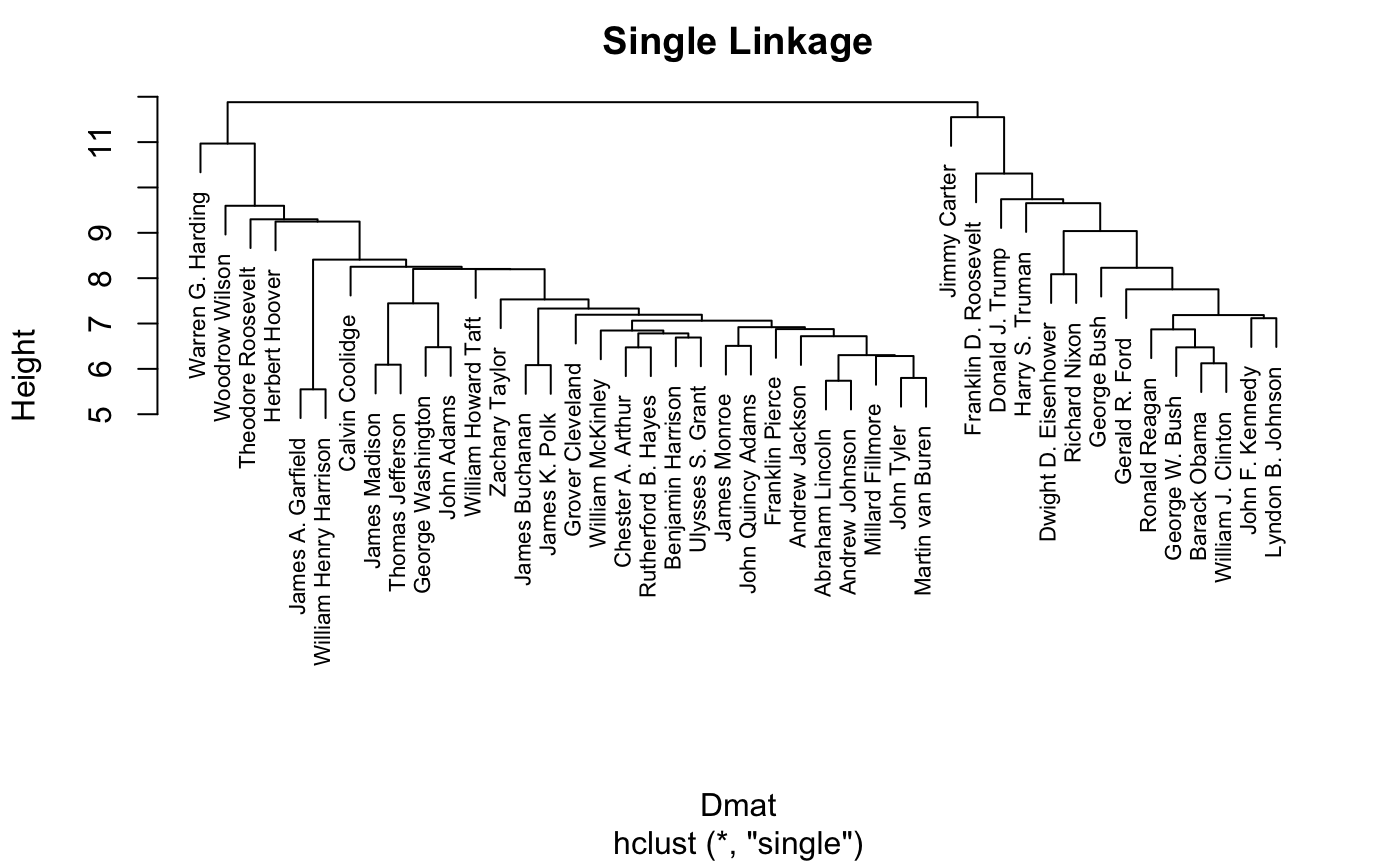 Single Linkage
Height
11
9
8
7
6
5
Warren G. Harding
Woodrow Wilson
Theodore Roosevelt
Herbert Hoover
James A. Garfield
William Henry Harrison
Calvin Coolidge
James Madison
Thomas Jefferson
George Washington
John Adams
William Howard Taft
Zachary Taylor
James Buchanan
James K. Polk
Grover Cleveland
William McKinley
Chester A. Arthur
Rutherford B. Hayes
Benjamin Harrison
Ulysses S. Grant
James Monroe
John Quincy Adams
Franklin Pierce
Andrew Jackson
Abraham Lincoln
Andrew Johnson
Millard Fillmore
John Tyler
Martin van Buren
Jimmy Carter
Franklin D. Roosevelt
Donald J. Trump
Harry S. Truman
Dwight D. Eisenhower
Richard Nixon
George Bush
Gerald R. Ford
Ronald Reagan
George W. Bush
Barack Obama
William J. Clinton
John F. Kennedy
Lyndon B. Johnson
Dmat
hclust (*, "single")